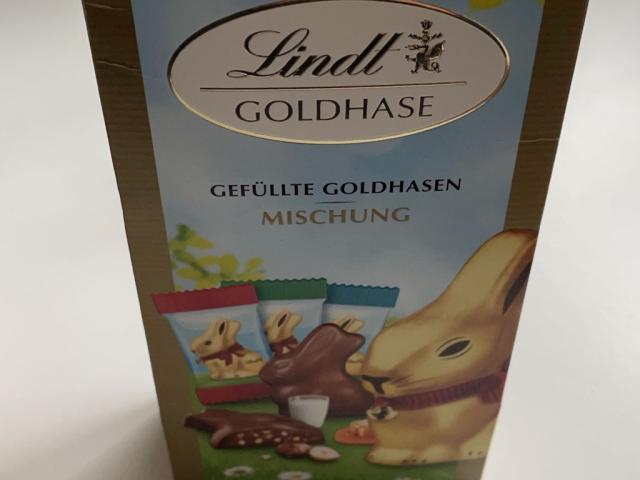 Lindt
GOLDHASE
GEFÜLLTE GOLDHASEN
MISCHUNG